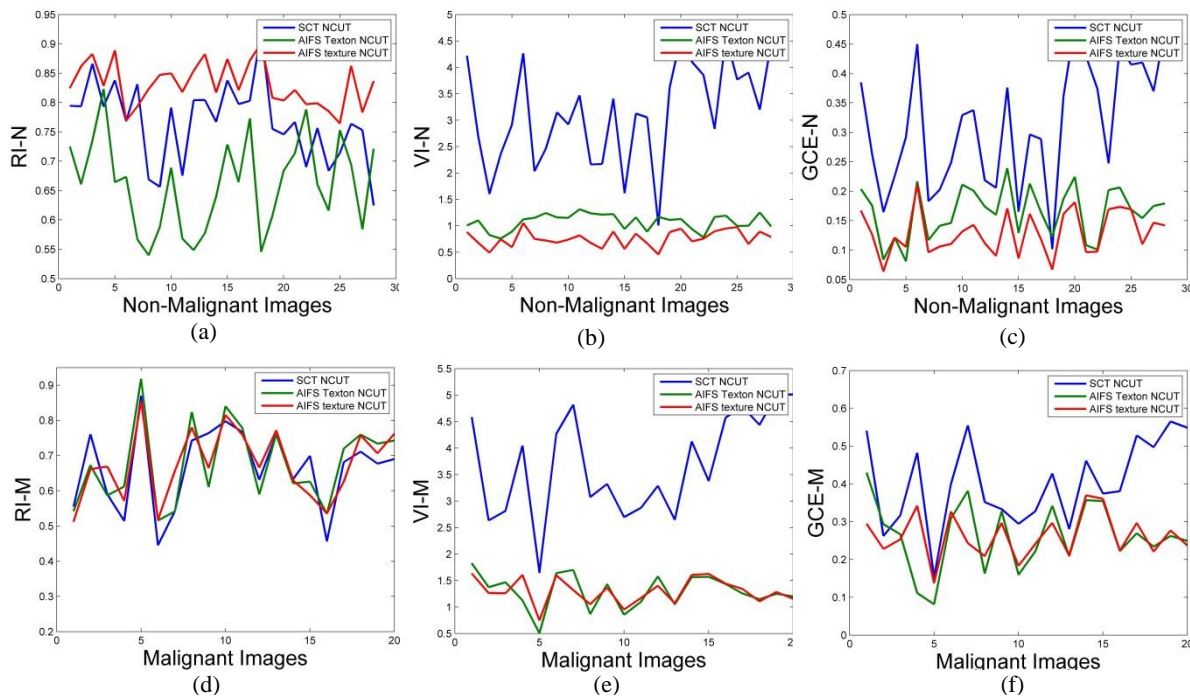 RI-N
0.95
0.9
0.85
0.8
0.75
0.7
0.65
0.6
0.55
0.5
0 5 10 15 20 25 30
SCT NCUT
AIFS Texton NCUT
AIFS texture NCUT
Non-Malignant Images
(a)
VI-N
5
4.5
4
3.5
3
2.5
2
1.5
1
0.5
0
0 5 10 15 20 25 30
SCT NCUT
AIFS Texton NCUT
AIFS texture NCUT
Non-Malignant Images
(b)
GCE-N
0.5
0.45
0.4
0.35
0.3
0.25
0.2
0.15
0.1
0.05
0 5 10 15 20 25 30
SCT NCUT
AIFS Texton NCUT
AIFS texture NCUT
Non-Malignant Images
(c)
RI-M
0.9
0.8
0.7
0.6
0.5
0.4
0.3
0.2
0 5 10 15 20
SCT NCUT
AIFS Texton NCUT
AIFS texture NCUT
Malignant Images
(d)
VI-M
5.5
5
4.5
4
3.5
3
2.5
2
1.5
1
0.5
0 5 10 15 20
SCT NCUT
AIFS Texton NCUT
AIFS texture NCUT
Malignant Images
(e)
GCE-M
0.7
0.6
0.5
0.4
0.3
0.2
0.1
0
0 5 10 15 20
SCT NCUT
AIFS Texton NCUT
AIFS texture NCUT
Malignant Images
(f)